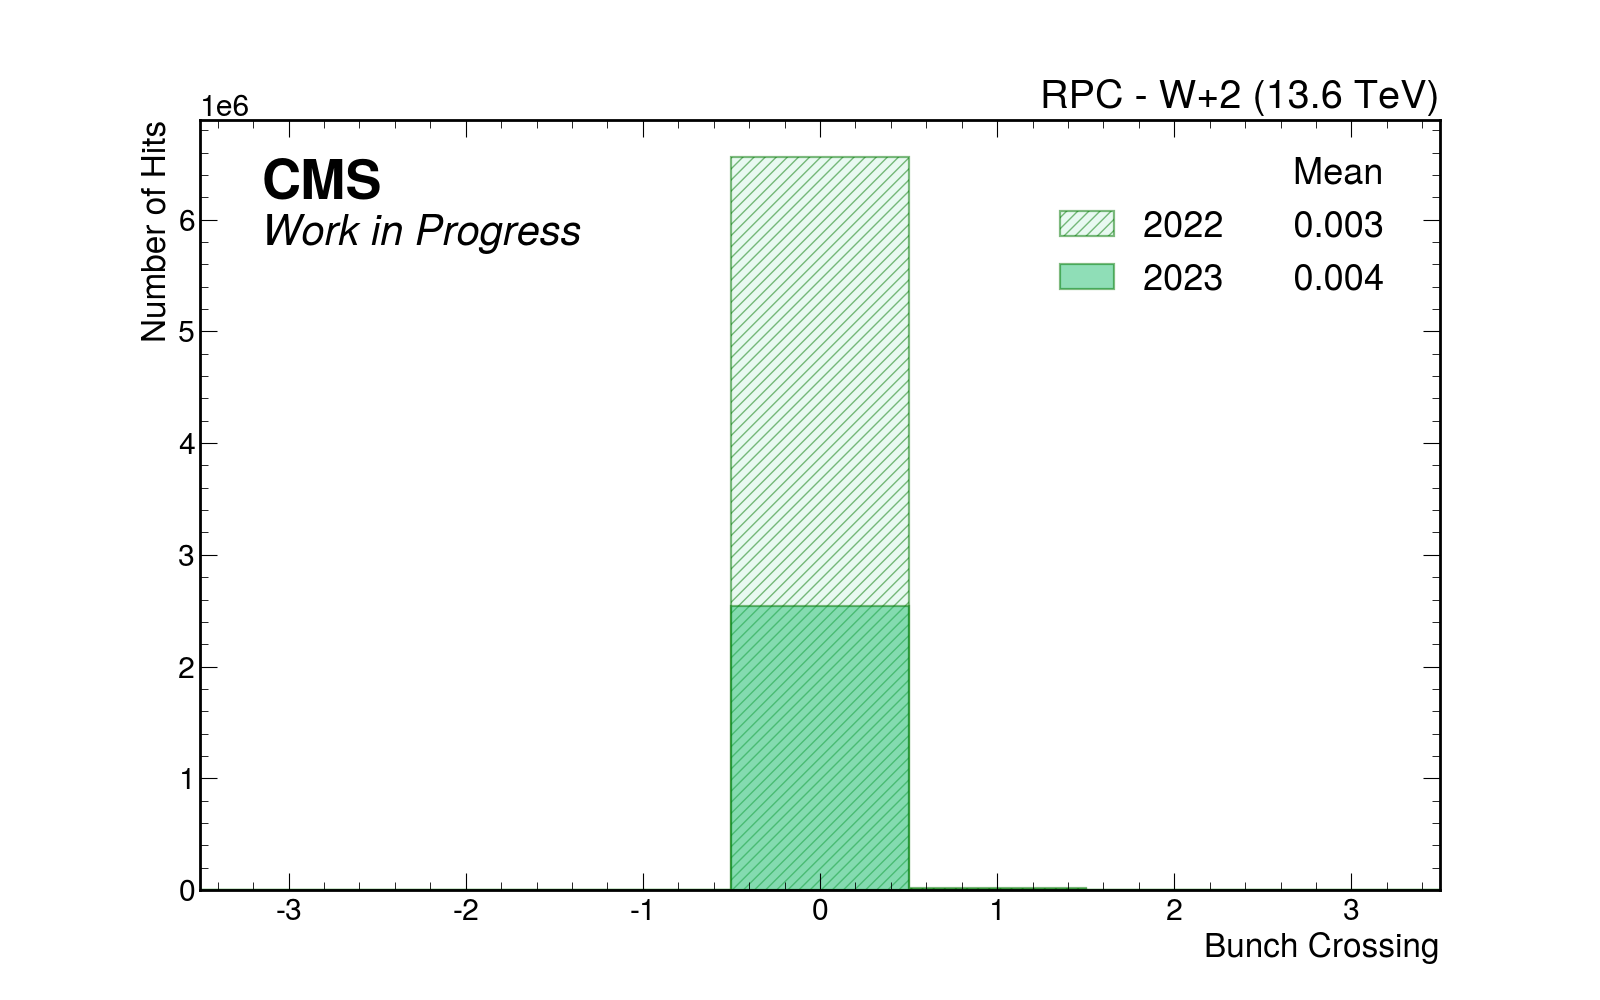 RPC - W+2 (13.6 TeV)
1e6
CMS
Work in Progress
Mean
2022 0.003
2023 0.004
Number of Hits
6
5
4
3
2
1
0
-3 -2 -1 0 1 2 3
Bunch Crossing